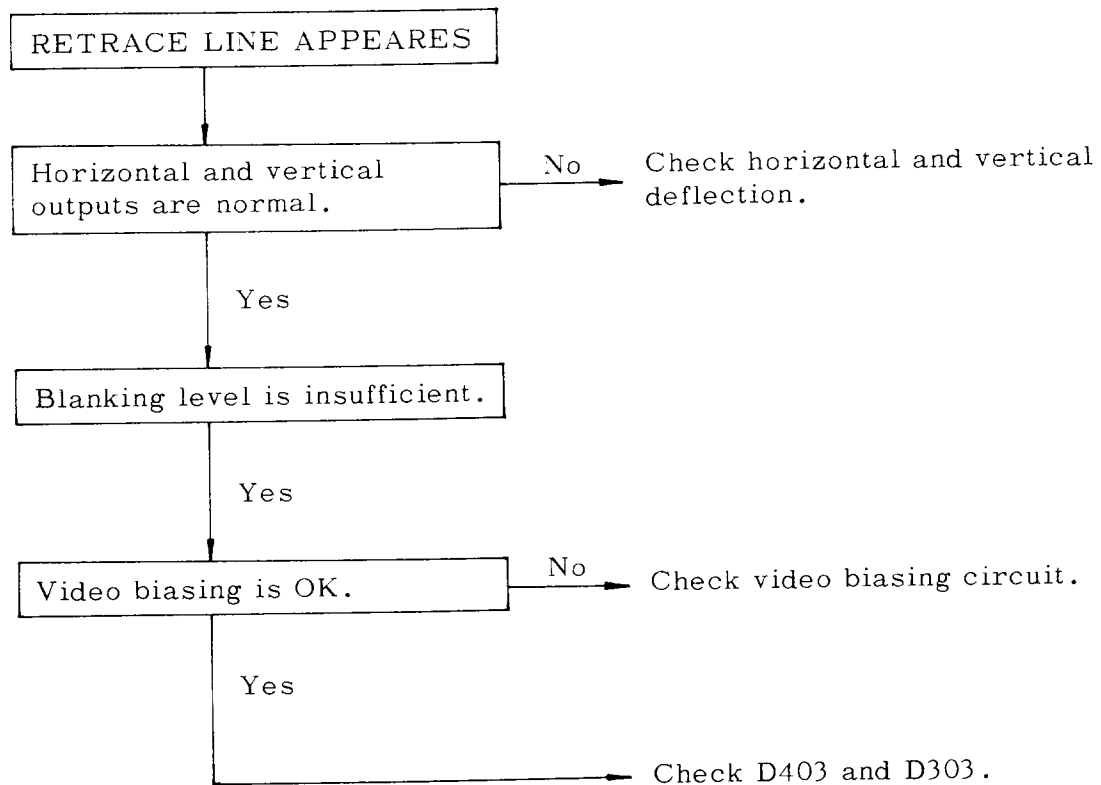 RETRACE LINE APPEARES
Horizontal and vertical
outputs are normal.
No
Check horizontal and vertical
deflection.
Yes
Blanking level is insufficient.
Yes
Video biasing is OK.
No
Check video biasing circuit.
Yes
Check D403 and D303.